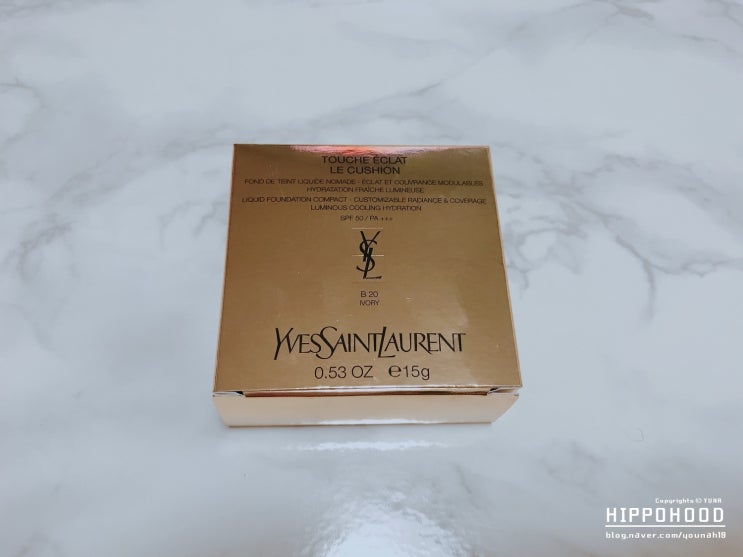 TOUCHE ÉCLAT
LE CUSHION
FOND DE TEINT LIQUIDE NOMADE - ÉCLAT ET COUVRANCE MODULABLES
HYDRATATION FRAÎCHE LUMINEUSE
LIQUID FOUNDATION COMPACT - CUSTOMIZABLE RADIANCE & COVERAGE
LUMINOUS COOLING HYDRATION
SPF 50 / PA +++
YSL
B 20
IVORY
YVESSAINTLAURENT
0.53 OZ ℮15g
Copyrights © YUNA
HIPPOHOOD
blog.naver.com/younah18